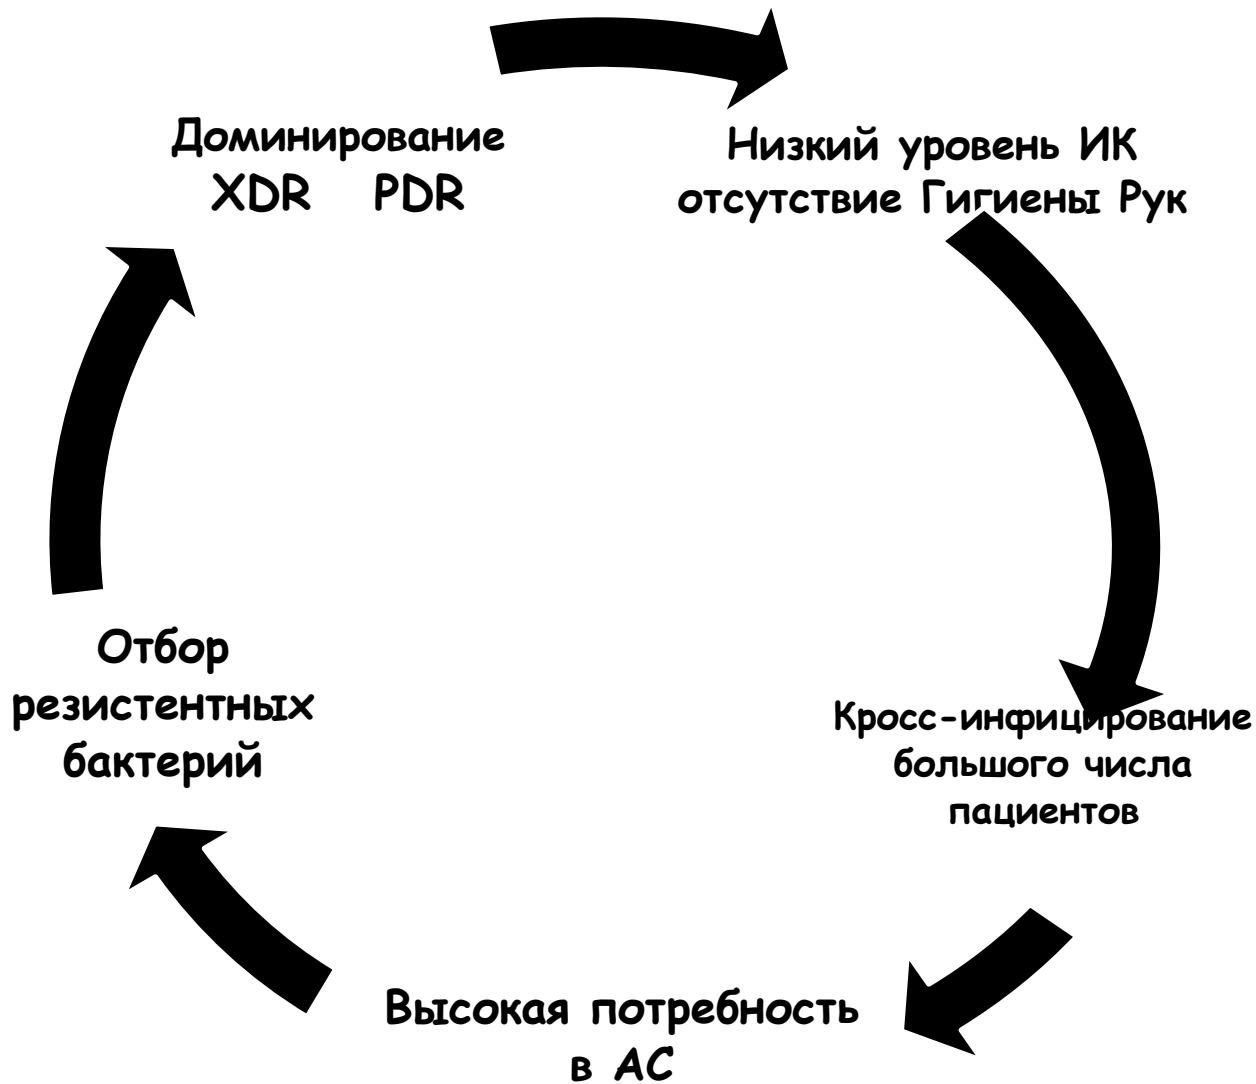 Доминирование
XDR PDR
Низкий уровень ИК
отсутствие Гигиены Рук
Кросс-инфицирование
большого числа
пациентов
Высокая потребность
в АС
Отбор
резистентных
бактерий